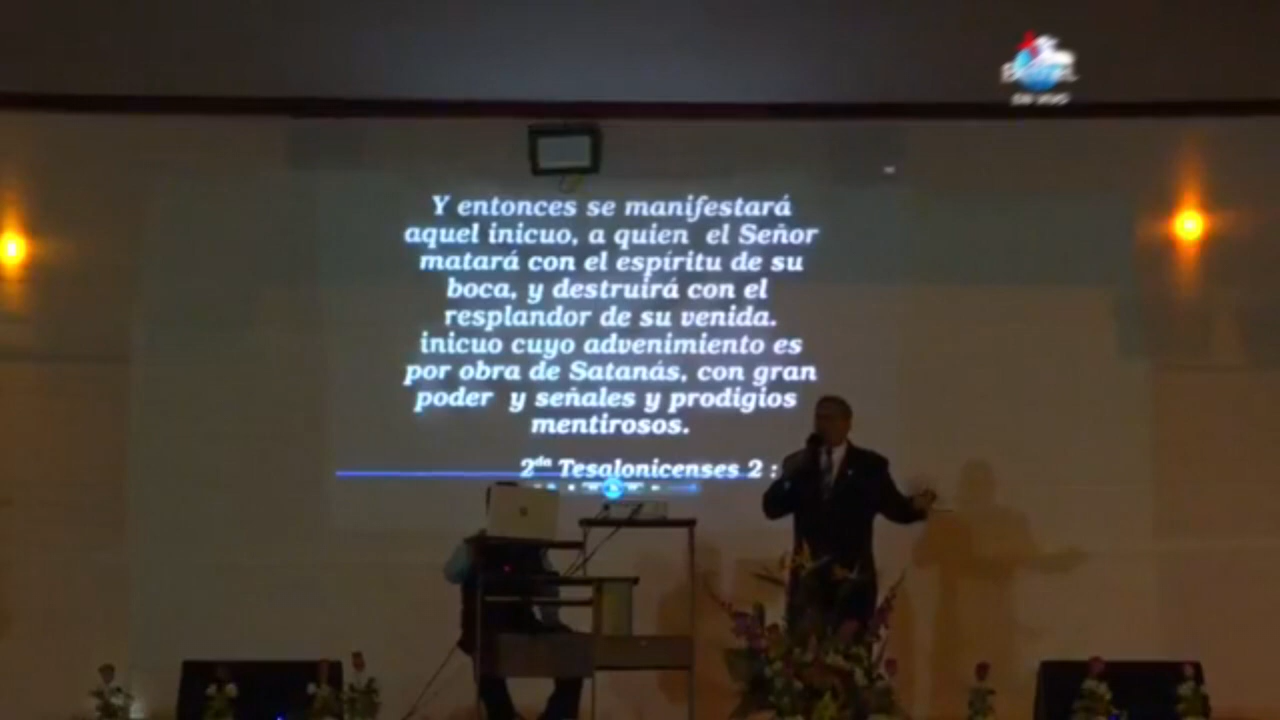 Y entonces se manifestará
aquel inicuo, a quien el Señor
matará con el espíritu de su
boca, y destruirá con el
resplandor de su venida.
inicuo cuyo advenimiento es
por obra de Satanás, con gran
poder y señales y prodigios
mentirosos.
2da Tesalonicenses 2 :
EN VIVO